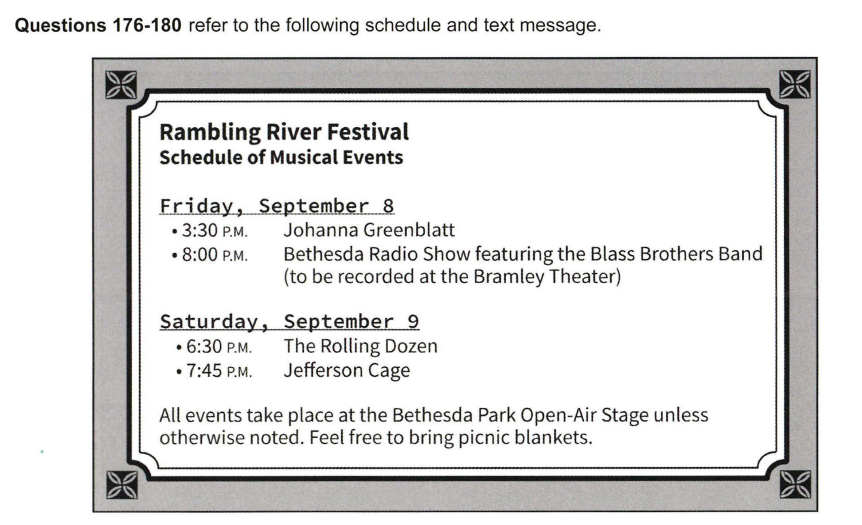 Questions 176-180 refer to the following schedule and text message.
Rambling River Festival
Schedule of Musical Events
Friday, September 8
• 3:30 P.M. Johanna Greenblatt
• 8:00 P.M. Bethesda Radio Show featuring the Blass Brothers Band
(to be recorded at the Bramley Theater)
Saturday, September 9
• 6:30 P.M. The Rolling Dozen
• 7:45 P.M. Jefferson Cage
All events take place at the Bethesda Park Open-Air Stage unless
otherwise noted. Feel free to bring picnic blankets.